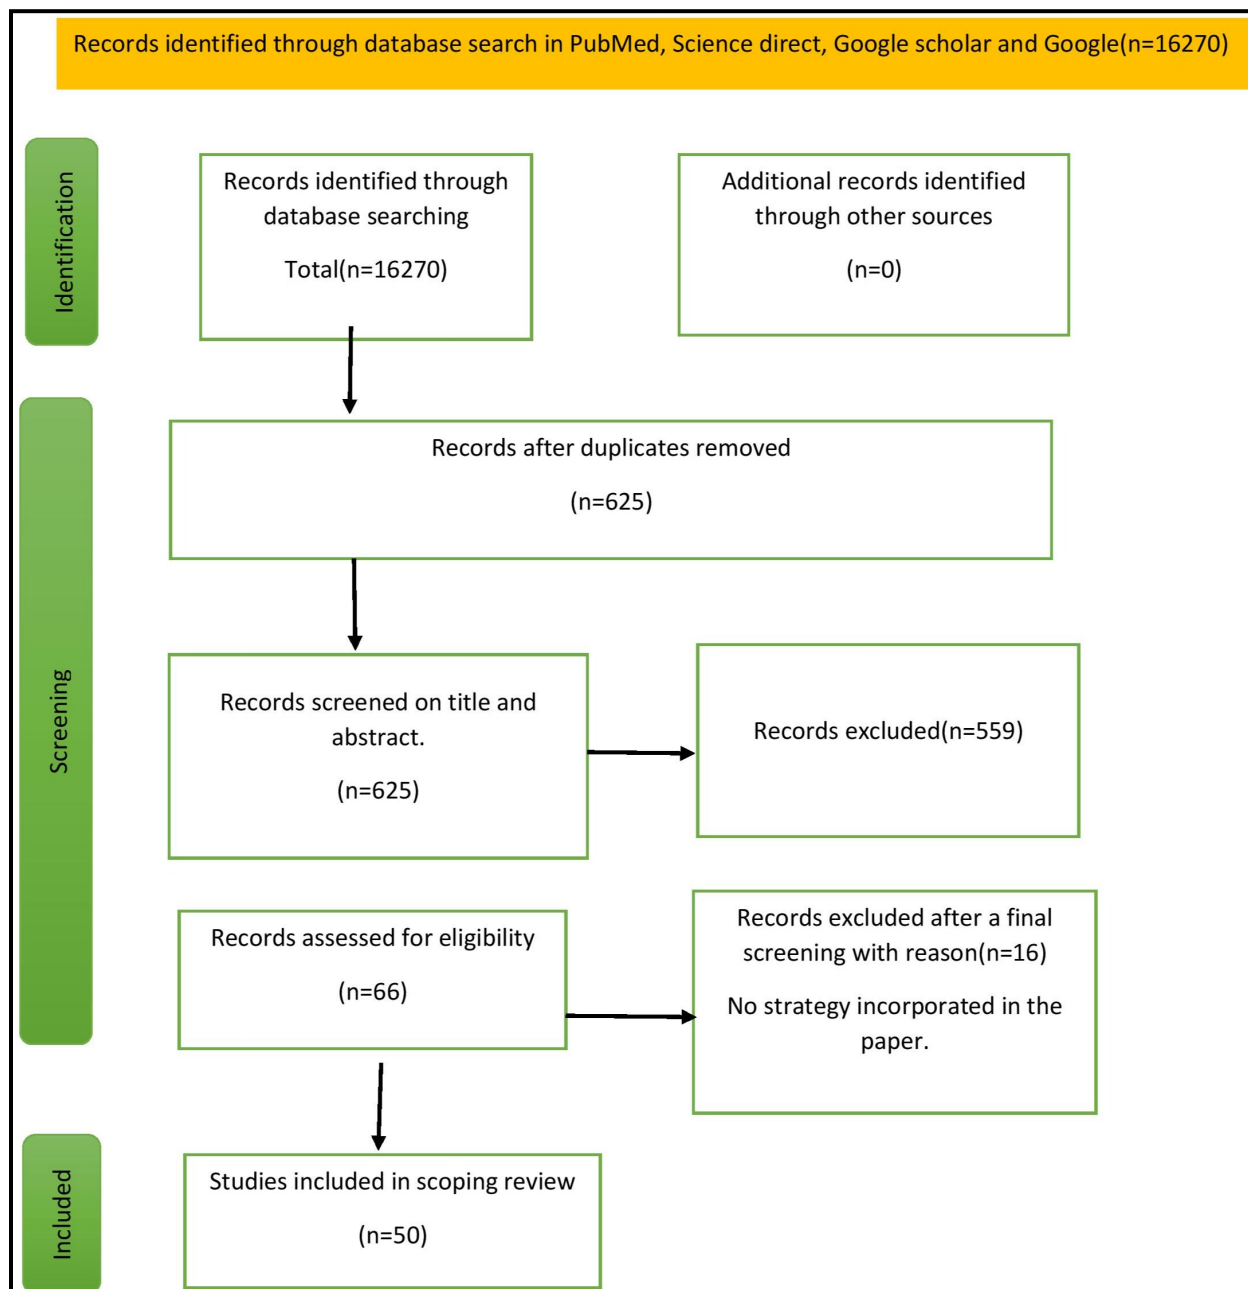 Records identified through database search in PubMed, Science direct, Google scholar and Google(n=16270)
Identification
Records identified through
database searching
Total(n=16270)
Additional records identified
through other sources
(n=0)
Screening
Records after duplicates removed
(n=625)
Records screened on title and
abstract.
(n=625)
Records excluded(n=559)
Records assessed for eligibility
(n=66)
Records excluded after a final
screening with reason(n=16)
No strategy incorporated in the
paper.
Included
Studies included in scoping review
(n=50)